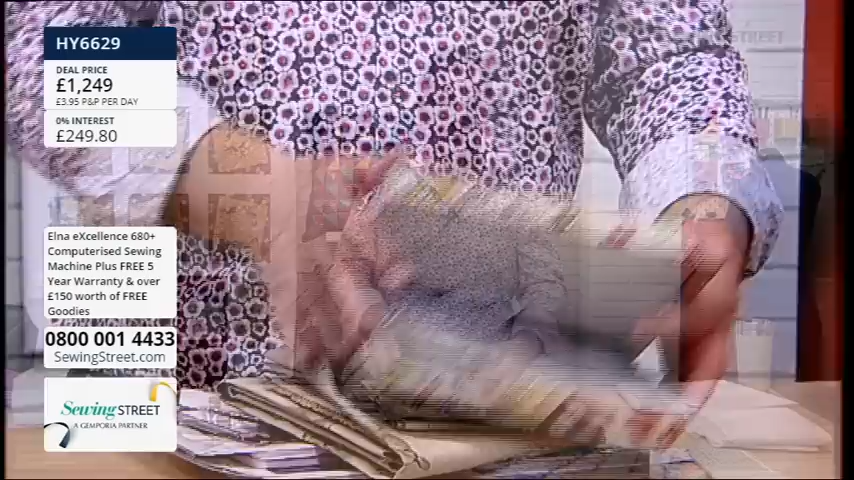 HY6629
DEAL PRICE
£1,249
£3.95 P&P PER DAY
0% INTEREST
£249.80
Elna eXcellence 680+
Computerised Sewing
Machine Plus FREE 5
Year Warranty & over
£150 worth of FREE
Goodies
0800 001 4433
SewingStreet.com
Sewing STREET
A GEMPORIA PARTNER